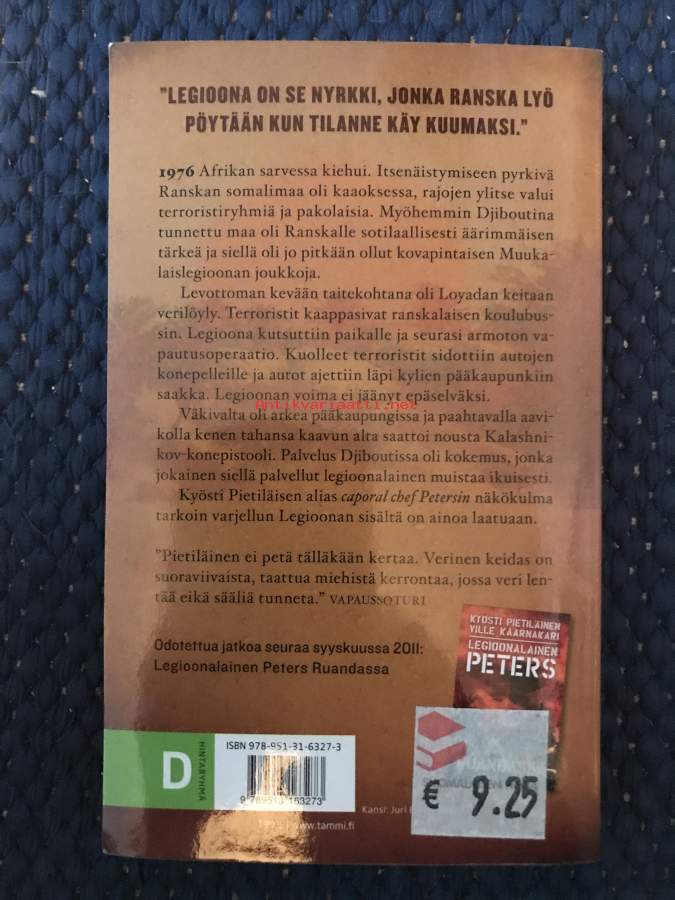 "LEGIOONA ON SE NYRKKI, JONKA RANSKA LYÖ
PÖYTÄÄN KUN TILANNE KÄY KUUMAKSI."
1976 Afrikan sarvessa kiehui. Itsenäistymiseen pyrkivä
Ranskan somalimaa oli kaaoksessa, rajojen ylitse valui
terroristiryhmiä ja pakolaisia. Myöhemmin Djiboutina
tunnettu maa oli Ranskalle sotilaallisesti äärimmäisen
tärkeä ja siellä oli jo pitkään ollut kovapintaisen Muuka-
laislegioonan joukkoja.
Levottoman kevään taitekohtana oli Loyadan keitaan
verilöyly. Terroristit kaappasivat ranskalaisen koulubus-
sin. Legioona kutsuttiin paikalle ja seurasi armoton va-
pautusoperaatio. Kuolleet terroristit sidottiin autojen
konepelleille ja autot ajettiin läpi kylien pääkaupunkiin
saakka. Legioonan voima ei jäänyt epäselväksi.
Antikvariaatti.net
Väkivalta oli arkea pääkaupungissa ja paahtavalla aavi-
kolla kenen tahansa kaavun alta saattoi nousta Kalashni-
kov-konepistooli. Palvelus Djiboutissa oli kokemus, jonka
jokainen siellä palvellut legioonalainen muistaa ikuisesti.
Kyösti Pietiläisen alias caporal chef Petersin näkökulma
tarkoin varjellun Legioonan sisältä on ainoa laatuaan.
"Pietiläinen ei petä tälläkään kertaa. Verinen keidas on
suoraviivaista, taattua miehistä kerrontaa, jossa veri len-
tää eikä sääliä tunneta." VAPAUSSOTURI
Odotettua jatkoa seuraa syyskuussa 2011:
Legioonalainen Peters Ruandassa
KYÖSTI PIETILÄINEN
VILLE KAARNAKARI
LEGIOONALAINEN
PETERS
D
HINTARYHMÄ
ISBN 978-951-31-6327-3
9 789513 163273
Kansi: Juri
www.tammi.fi
€ 9.25